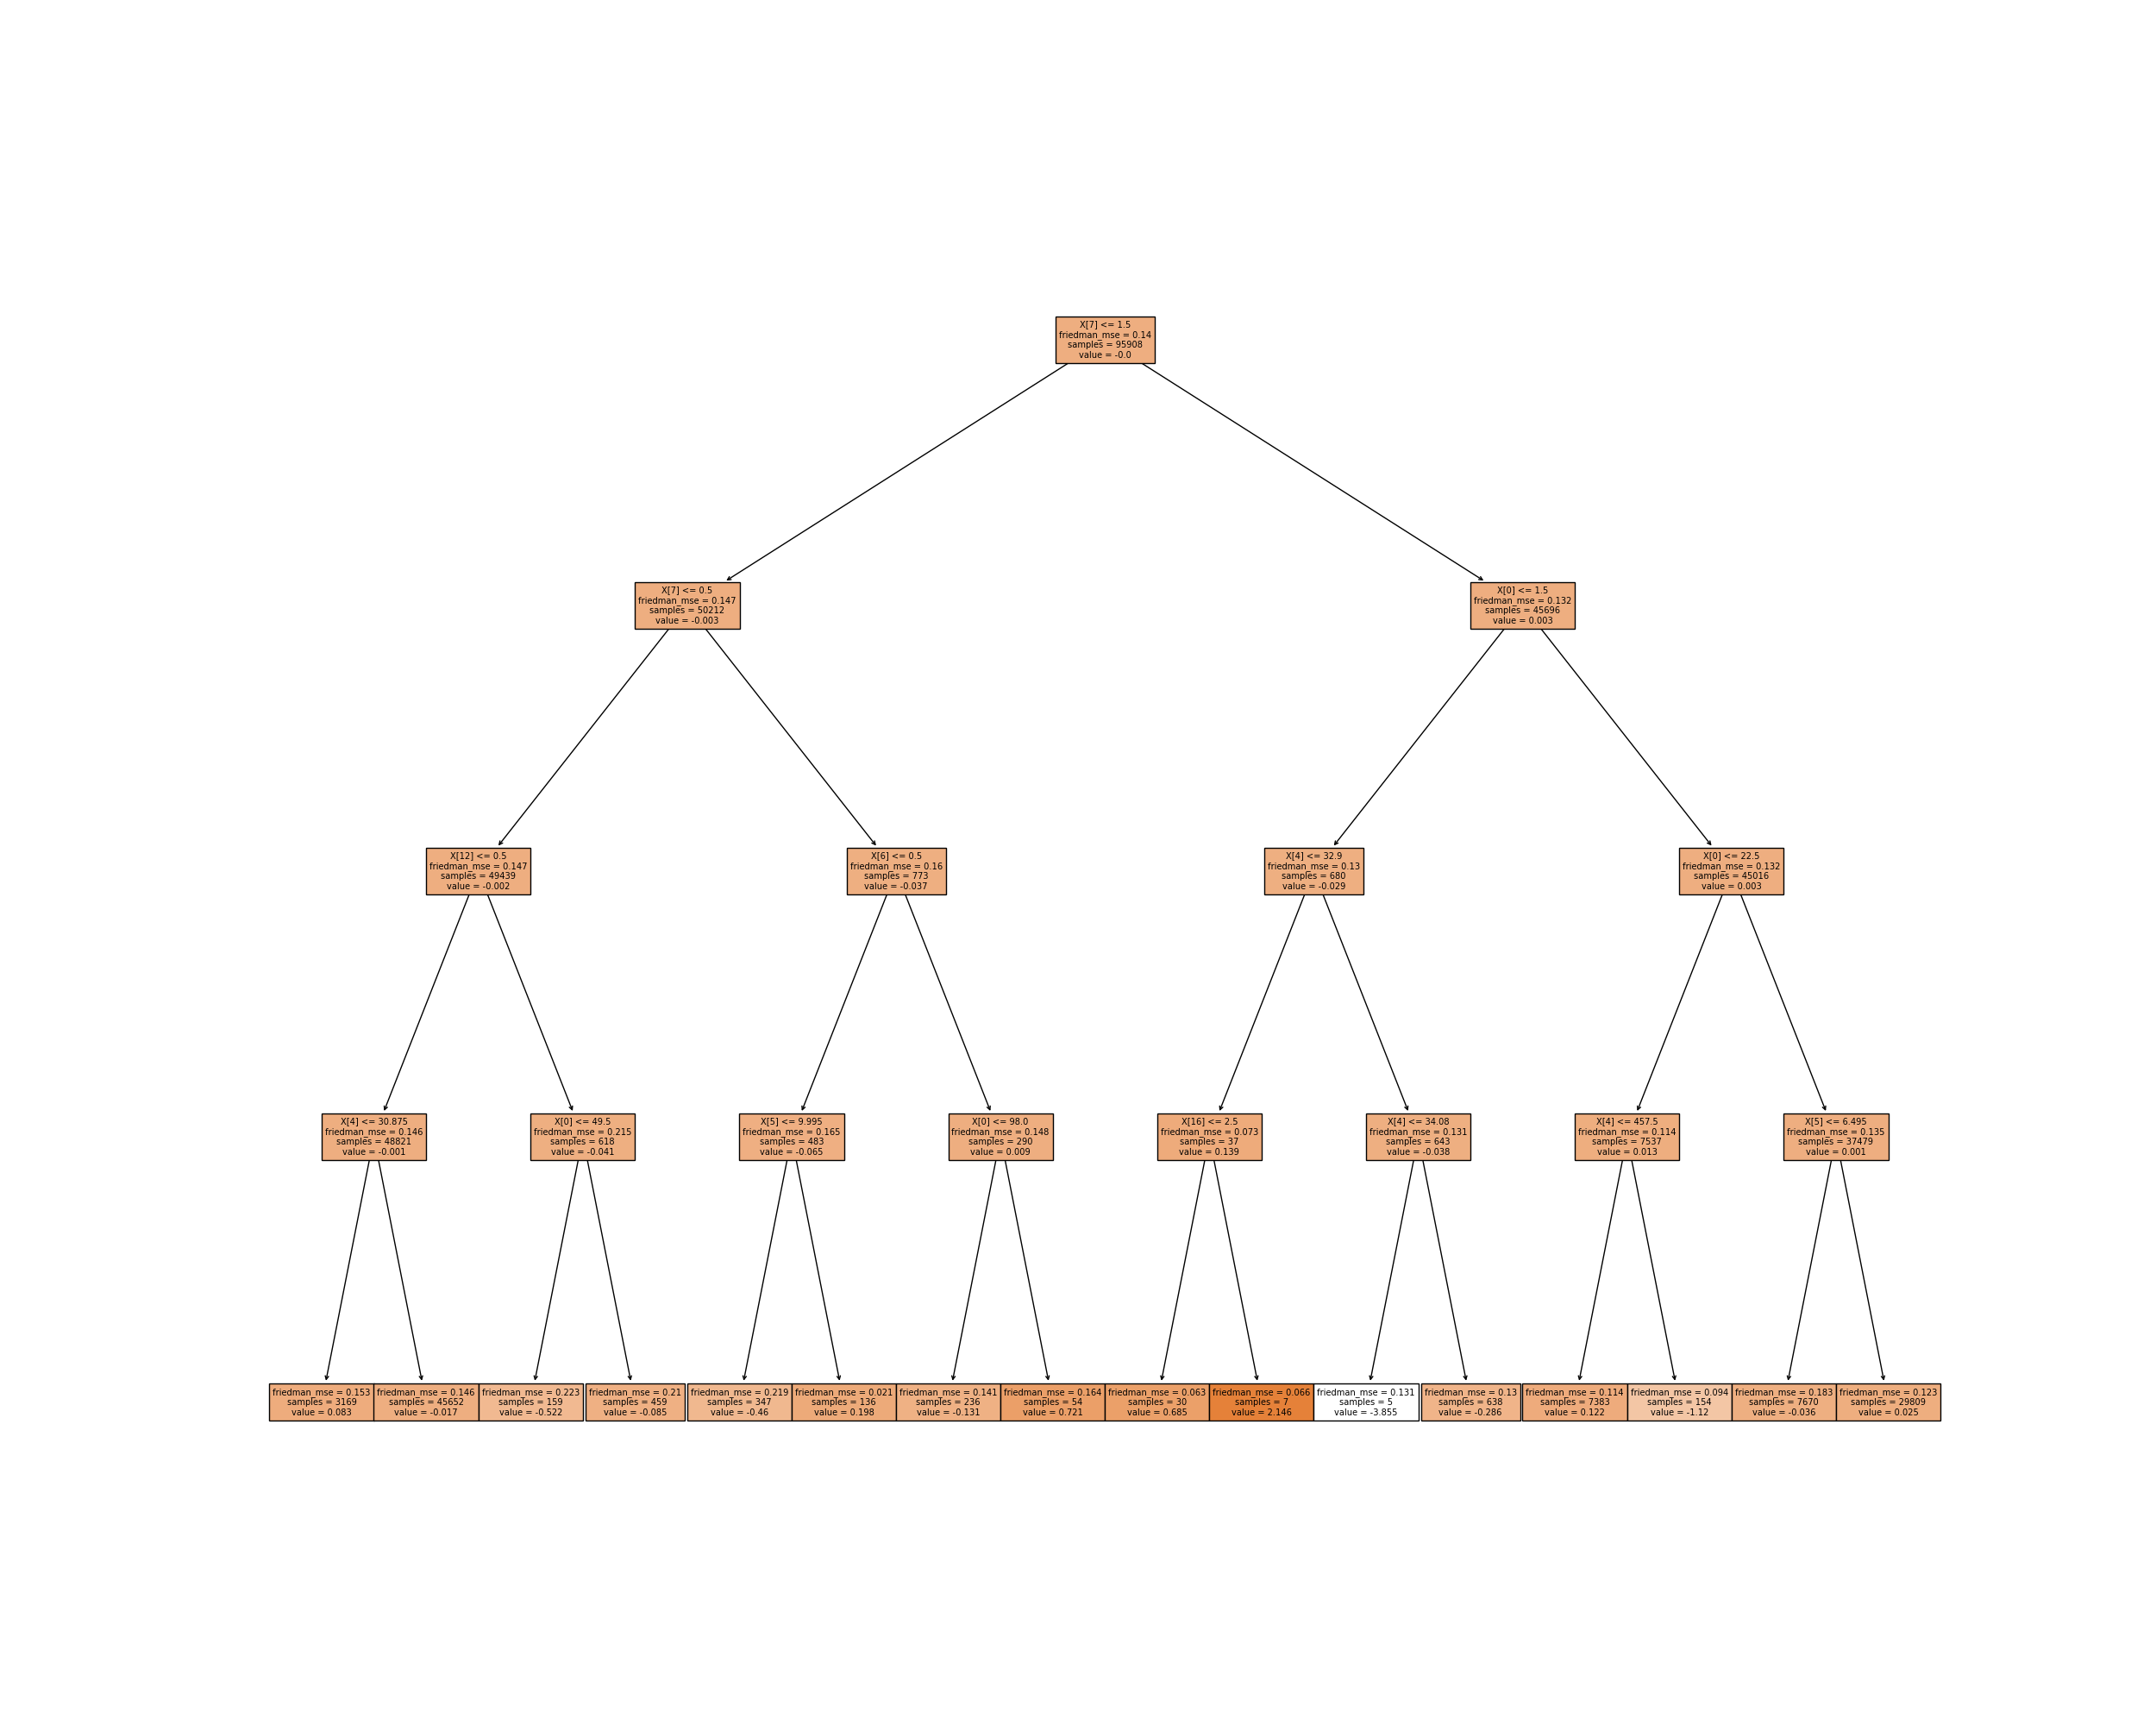 X[7] <= 1.5
friedman_mse = 0.14
samples = 95908
value = -0.0
X[7] <= 0.5
friedman_mse = 0.147
samples = 50212
value = -0.003
X[0] <= 1.5
friedman_mse = 0.132
samples = 45696
value = 0.003
X[12] <= 0.5
friedman_mse = 0.147
samples = 49439
value = -0.002
X[6] <= 0.5
friedman_mse = 0.16
samples = 773
value = -0.037
X[4] <= 32.9
friedman_mse = 0.13
samples = 680
value = -0.029
X[0] <= 22.5
friedman_mse = 0.132
samples = 45016
value = 0.003
X[4] <= 30.875
friedman_mse = 0.146
samples = 48821
value = -0.001
X[0] <= 49.5
friedman_mse = 0.215
samples = 618
value = -0.041
X[5] <= 9.995
friedman_mse = 0.165
samples = 483
value = -0.065
X[0] <= 98.0
friedman_mse = 0.148
samples = 290
value = 0.009
X[16] <= 2.5
friedman_mse = 0.073
samples = 37
value = 0.139
X[4] <= 34.08
friedman_mse = 0.131
samples = 643
value = -0.038
X[4] <= 457.5
friedman_mse = 0.114
samples = 7537
value = 0.013
X[5] <= 6.495
friedman_mse = 0.135
samples = 37479
value = 0.001
friedman_mse = 0.153
samples = 3169
value = 0.083
friedman_mse = 0.146
samples = 45652
value = -0.017
friedman_mse = 0.223
samples = 159
value = -0.522
friedman_mse = 0.21
samples = 459
value = -0.085
friedman_mse = 0.219
samples = 347
value = -0.46
friedman_mse = 0.021
samples = 136
value = 0.198
friedman_mse = 0.141
samples = 236
value = -0.131
friedman_mse = 0.164
samples = 54
value = 0.721
friedman_mse = 0.063
samples = 30
value = 0.685
friedman_mse = 0.066
samples = 7
value = 2.146
friedman_mse = 0.131
samples = 5
value = -3.855
friedman_mse = 0.13
samples = 638
value = -0.286
friedman_mse = 0.114
samples = 7383
value = 0.122
friedman_mse = 0.094
samples = 154
value = -1.12
friedman_mse = 0.183
samples = 7670
value = -0.036
friedman_mse = 0.123
samples = 29809
value = 0.025